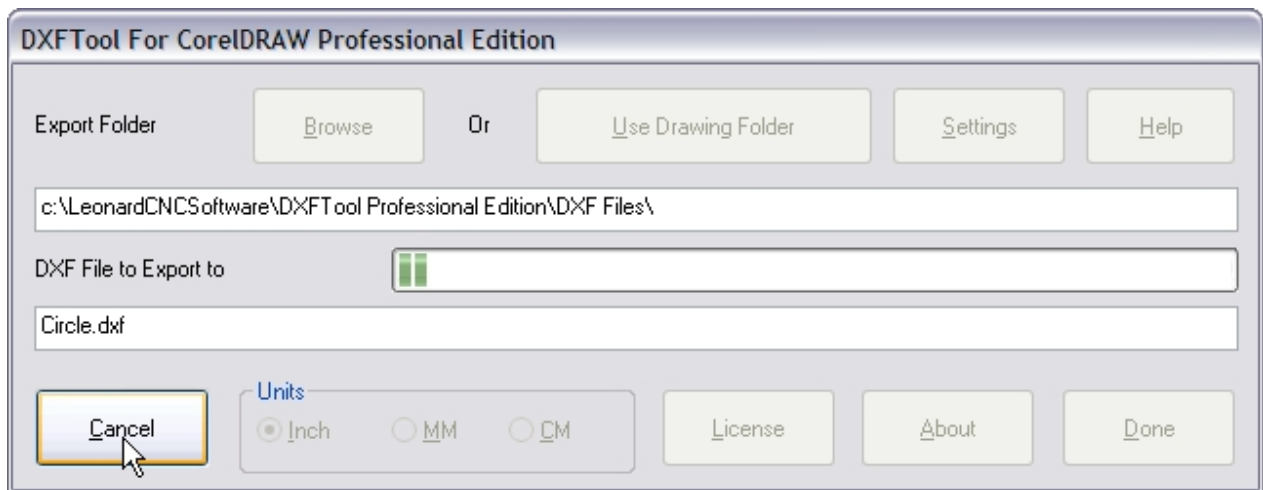 DXFTool For CorelDRAW Professional Edition
Export Folder Browse Or Use Drawing Folder Settings Help
c:\LeonardCNCSoftware\DXFTool Professional Edition\DXF Files\
DXF File to Export to
Circle.dxf
Units
Cancel Inch MM CM License About Done